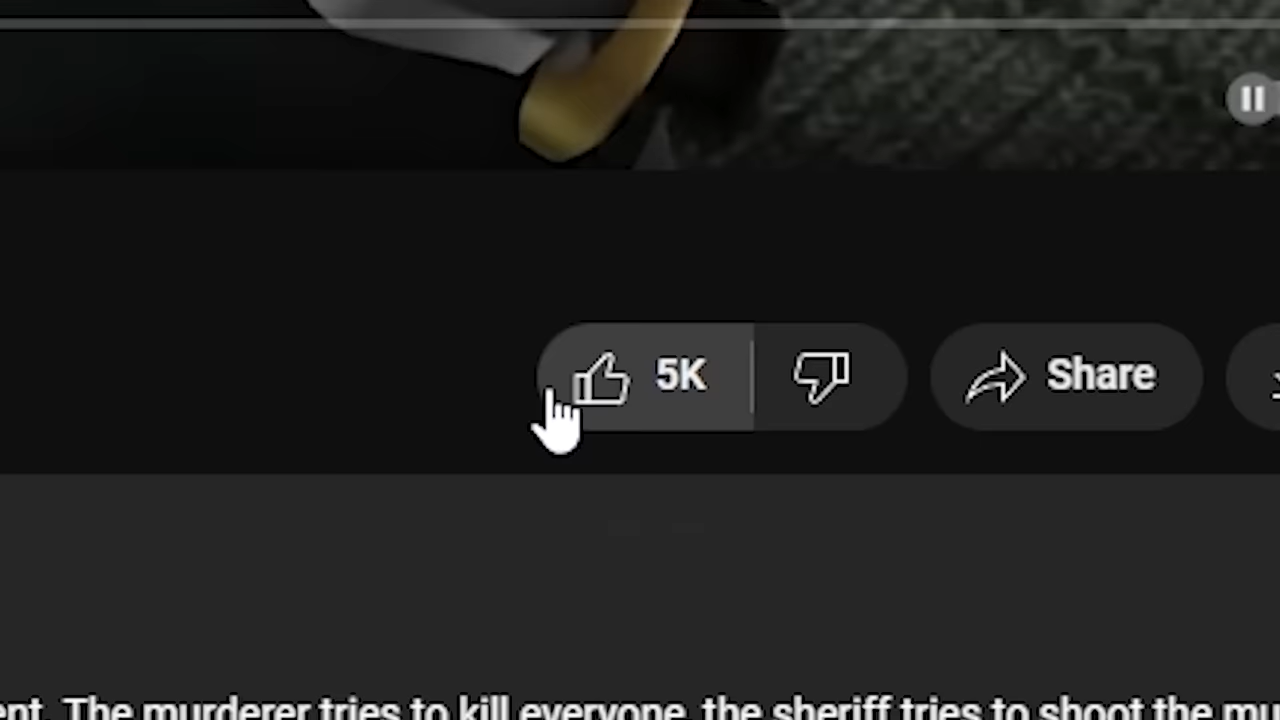 5K
Share
ent. The murderer tries to kill everyone, the sheriff tries to shoot the mu